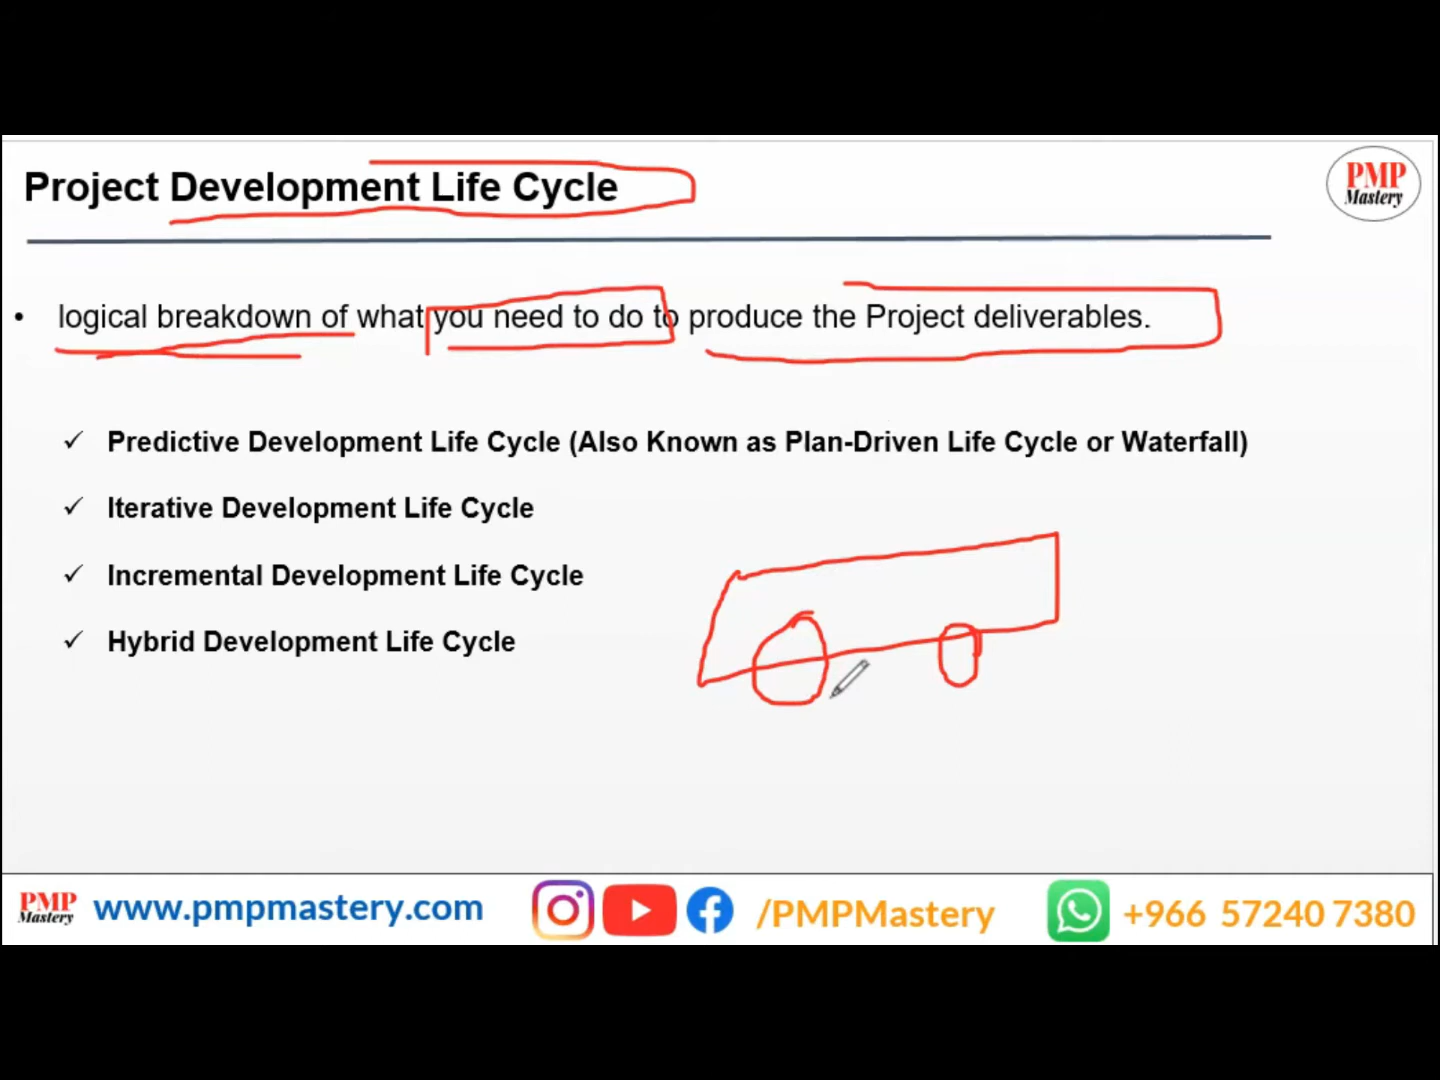 Project Development Life Cycle
PMP
Mastery
• logical breakdown of what you need to do to produce the Project deliverables.
✓ Predictive Development Life Cycle (Also Known as Plan-Driven Life Cycle or Waterfall)
✓ Iterative Development Life Cycle
✓ Incremental Development Life Cycle
✓ Hybrid Development Life Cycle
PMP
Mastery
www.pmpmastery.com
/PMPMastery
+966 57240 7380